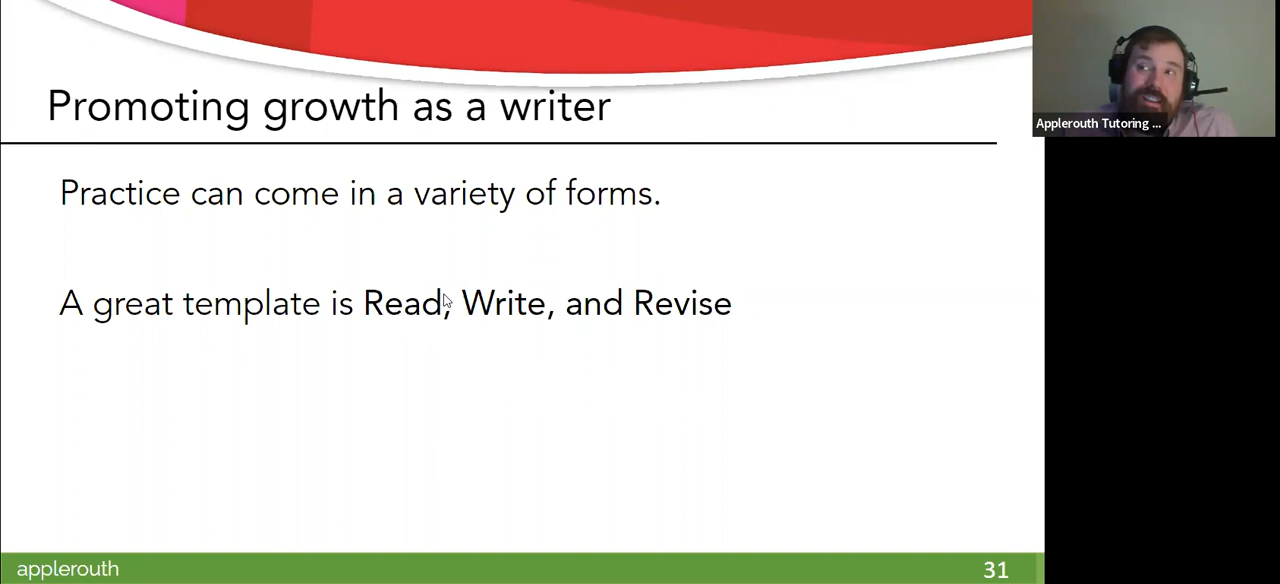 Promoting growth as a writer
Applerouth Tutoring ...
Practice can come in a variety of forms.
A great template is Read, Write, and Revise
applerouth
31